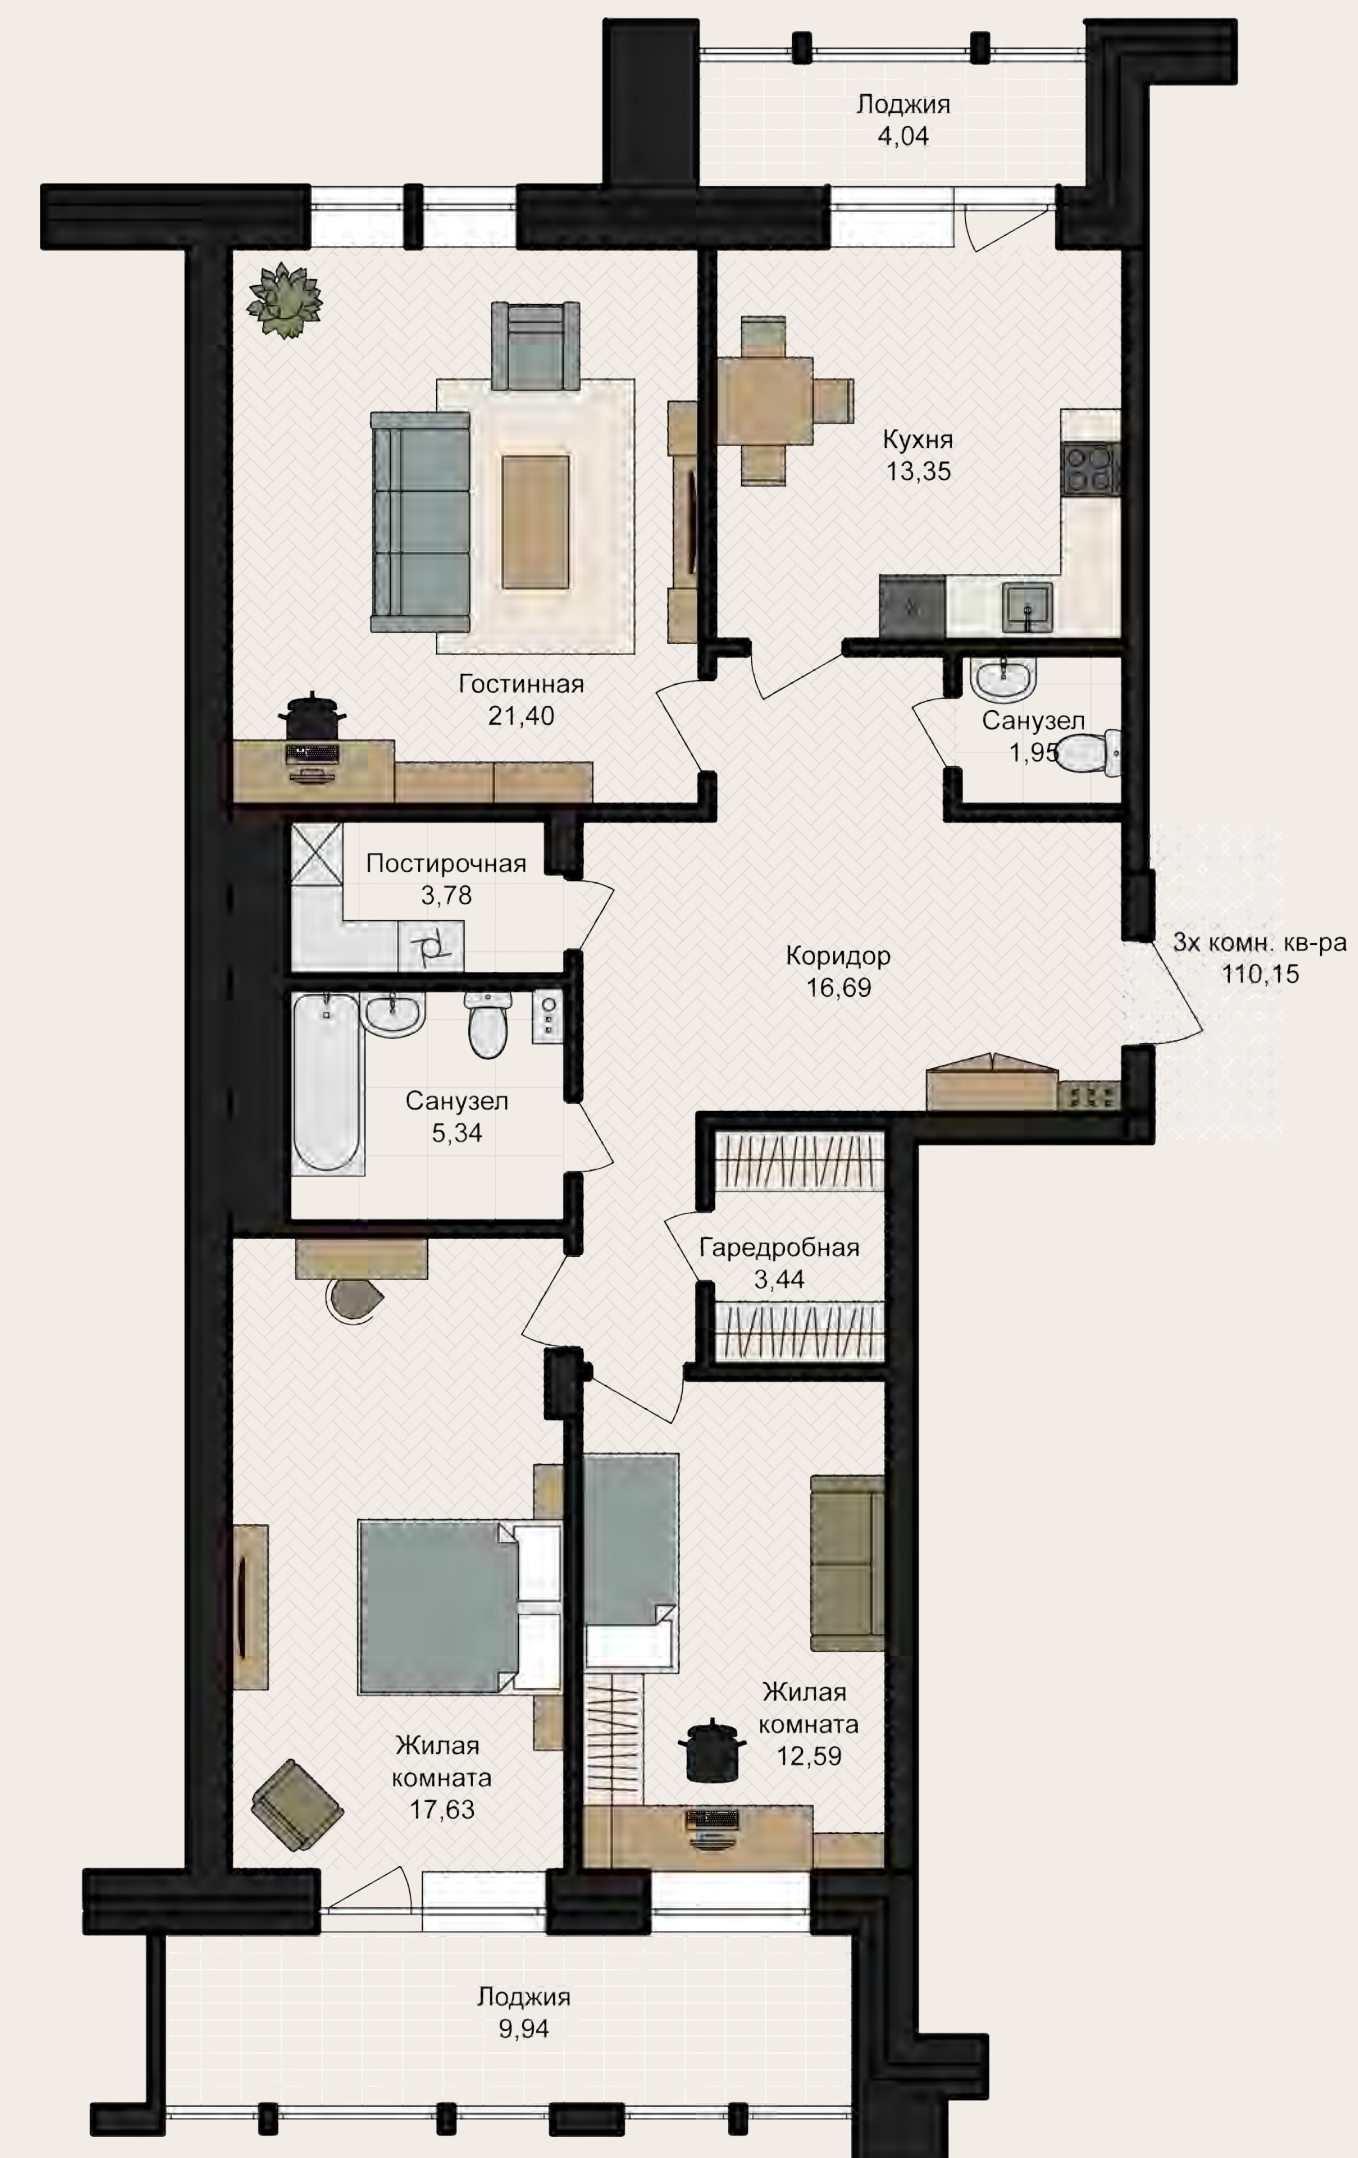 Лоджия
4,04
Кухня
13,35
Гостинная
21,40
Санузел
1,95
Постирочная
3,78
Коридор
16,69
3х комн. кв-ра
110,15
Санузел
5,34
Гаредробная
3,44
Жилая
комната
12,59
Жилая
комната
17,63
Лоджия
9,94